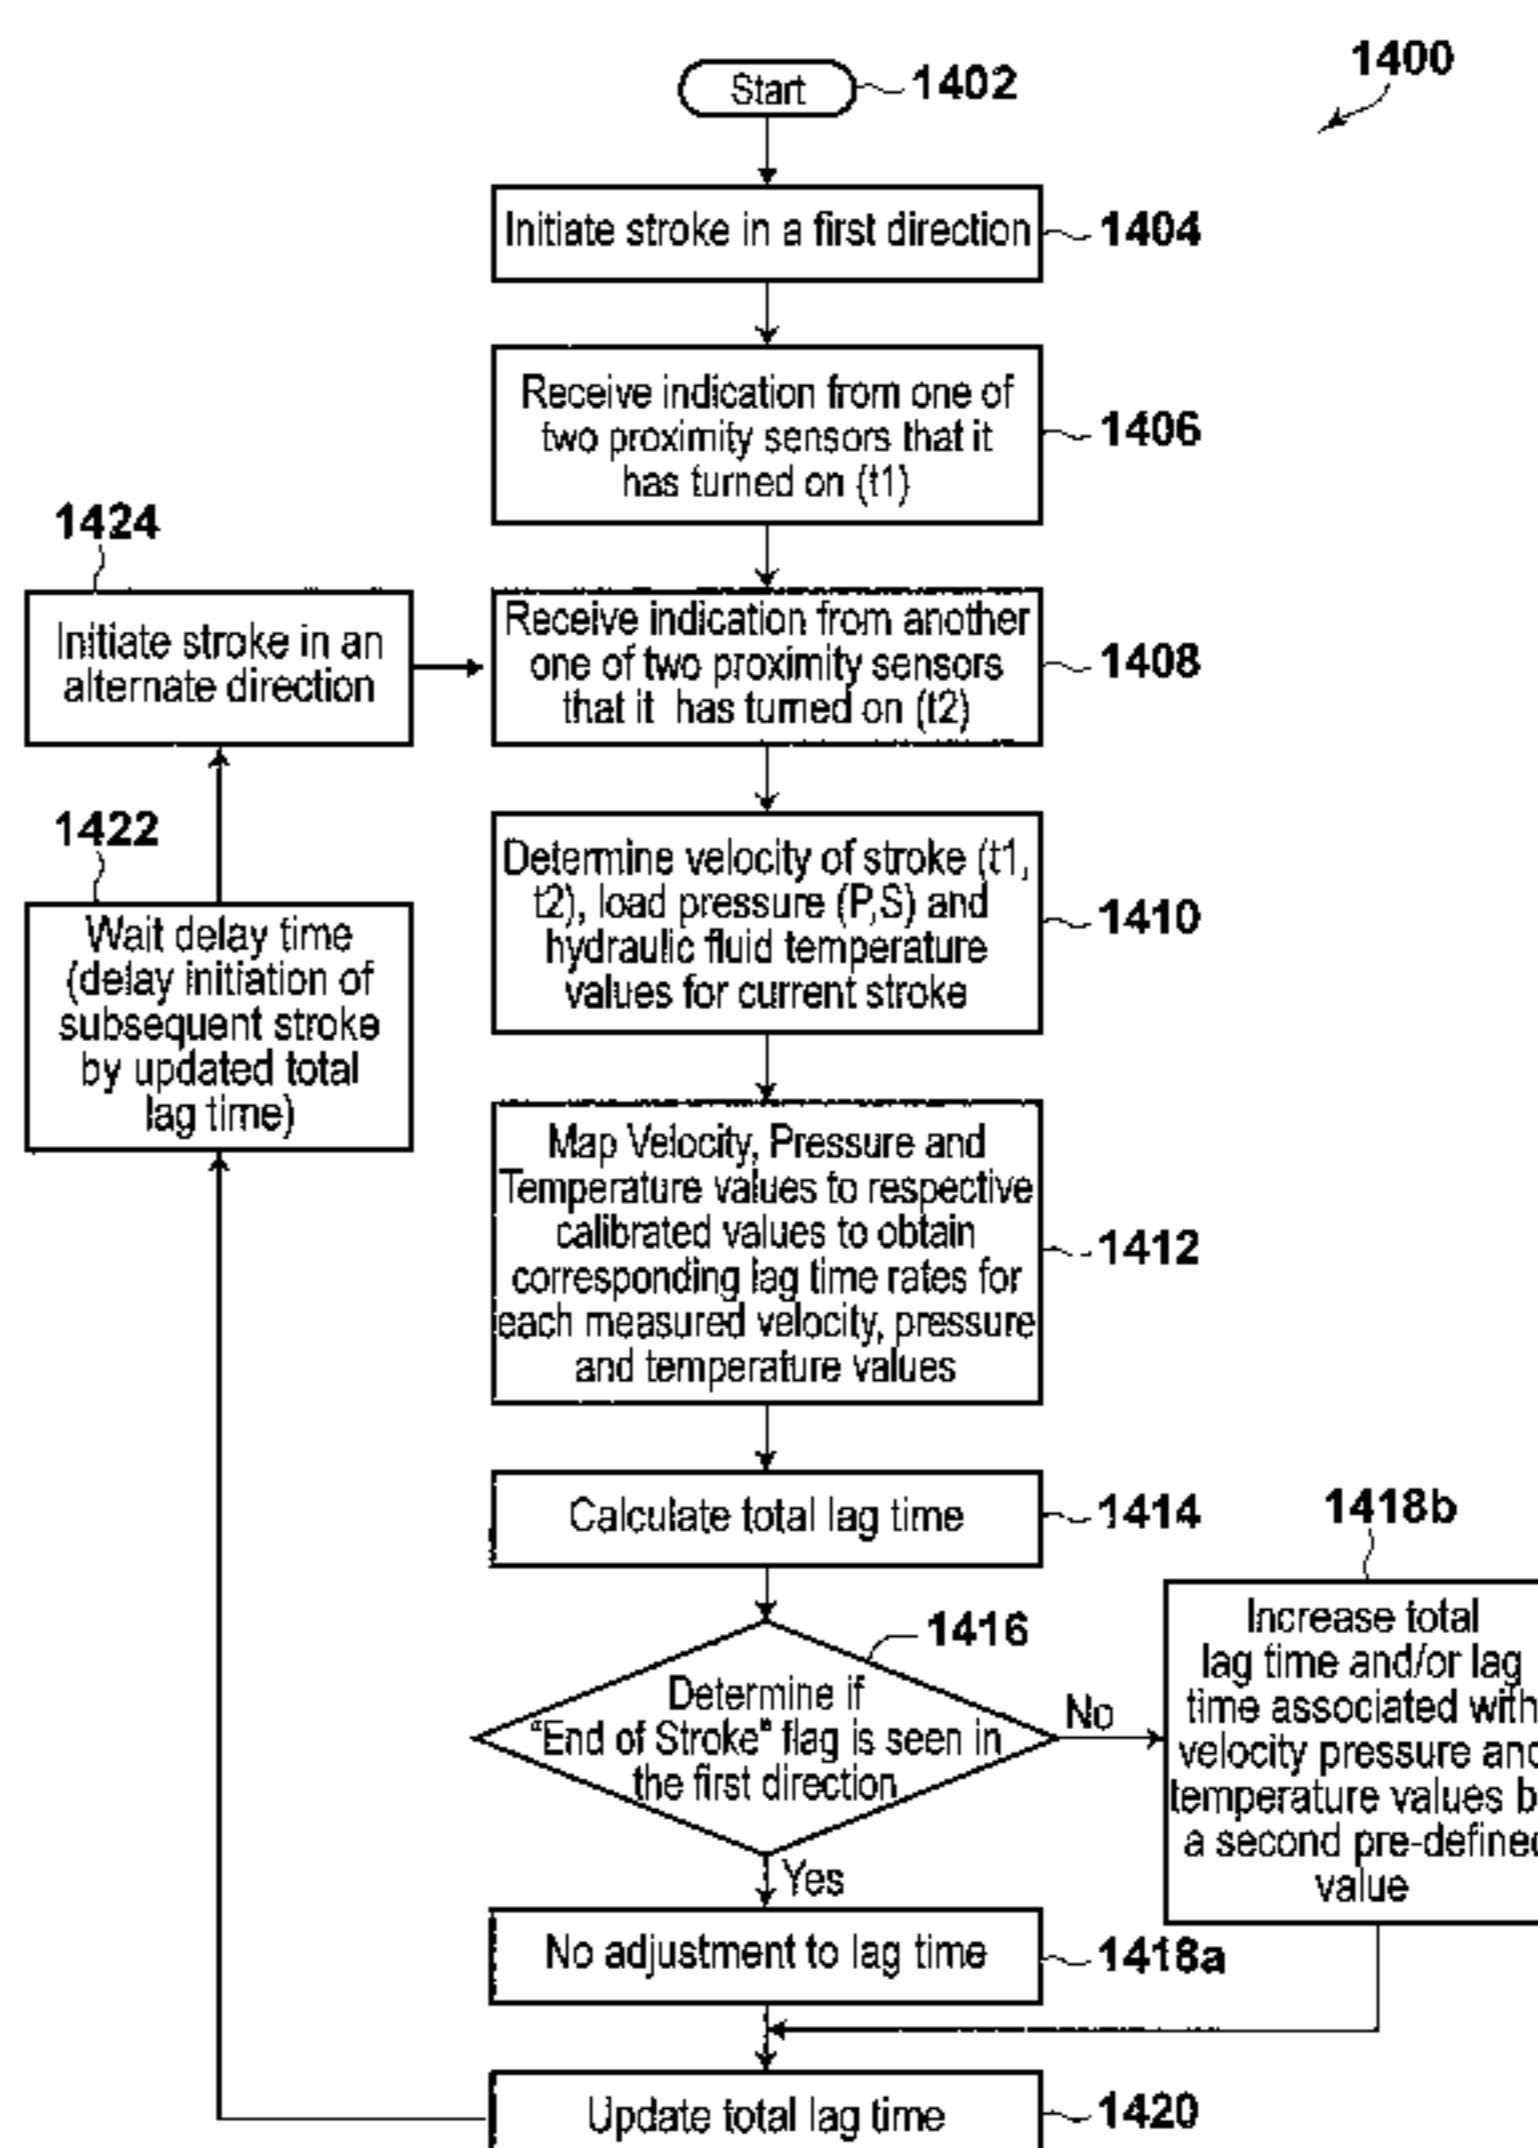 1400
Start
1402
Initiate stroke in a first direction
1404
Receive indication from one of
two proximity sensors that it
has turned on (t1)
1406
1424
Initiate stroke in an
alternate direction
Receive indication from another
one of two proximity sensors
that it has turned on (t2)
1408
1422
Wait delay time
(delay initiation of
subsequent stroke
by updated total
lag time)
Determine velocity of stroke (t1,
t2), load pressure (P,S) and
hydraulic fluid temperature
values for current stroke
1410
Map Velocity, Pressure and
Temperature values to respective
calibrated values to obtain
corresponding lag time rates for
each measured velocity, pressure
and temperature values
1412
Calculate total lag time
1414
1416
Determine if
"End of Stroke" flag is seen in
the first direction
No
Yes
1418b
Increase total
lag time and/or lag
time associated with
velocity pressure and
temperature values b
a second pre-defined
value
No adjustment to lag time
1418a
Update total lag time
1420